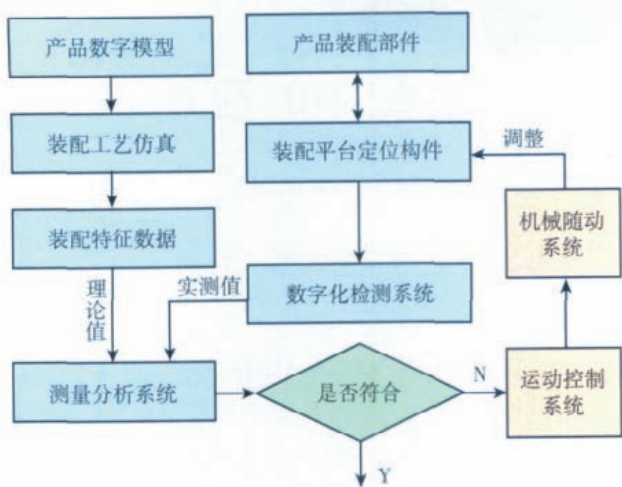 产品数字模型
产品装配部件
装配工艺仿真
装配平台定位构件
调整
装配特征数据
机械随动
系统
理论值
实测值
数字化检测系统
测量分析系统
是否符合
N
运动控制
系统
Y